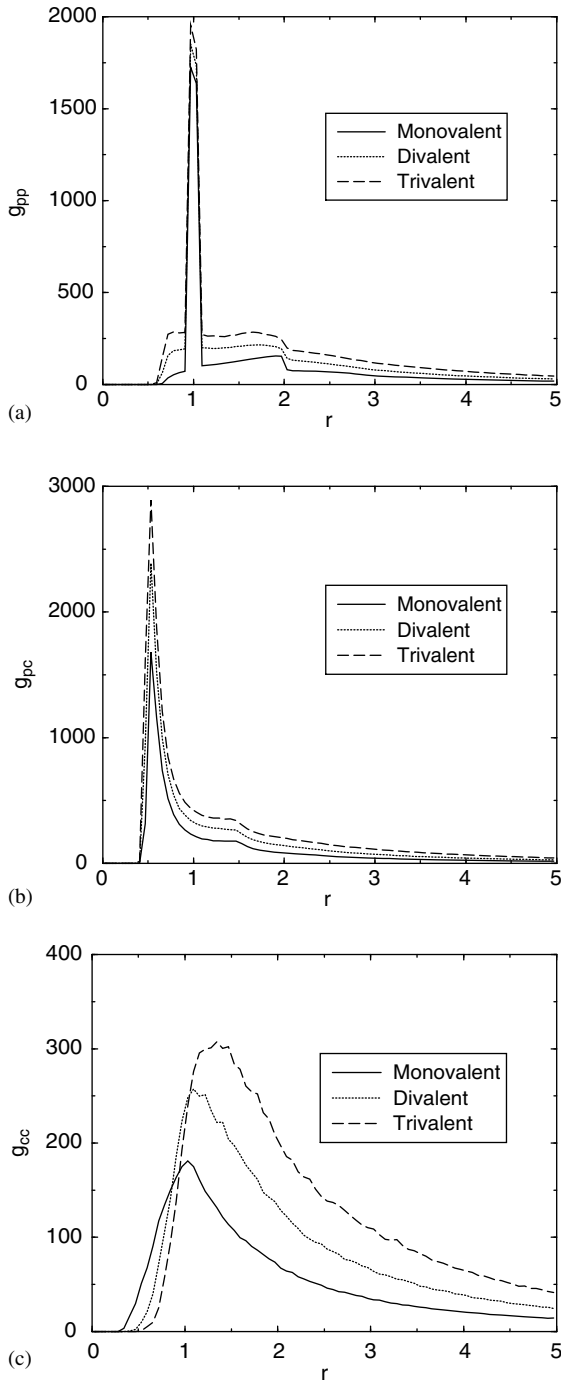 2000
1500
1000
500
0
g_pp
Monovalent
Divalent
Trivalent
0 1 2 3 4 5
r
(a)
3000
2000
1000
0
g_pc
Monovalent
Divalent
Trivalent
0 1 2 3 4 5
r
(b)
400
300
200
100
0
g_cc
Monovalent
Divalent
Trivalent
0 1 2 3 4 5
r
(c)